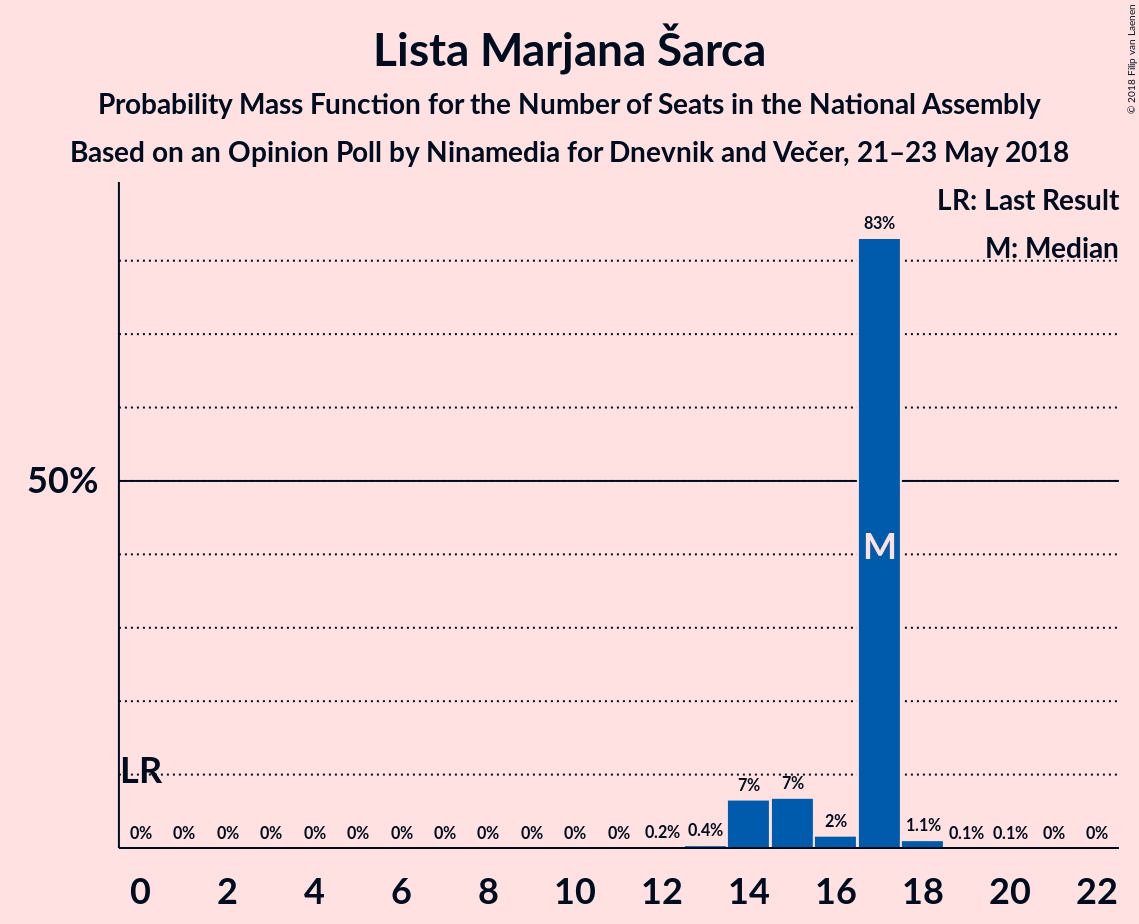 Lista Marjana Šarca
Probability Mass Function for the Number of Seats in the National Assembly
Based on an Opinion Poll by Ninamedia for Dnevnik and Večer, 21–23 May 2018
© 2018 Filip van Laenen
LR: Last Result
M: Median
83%
50%
M
LR
0% 0% 0% 0% 0% 0% 0% 0% 0% 0% 0% 0% 0.2% 0.4% 7% 7% 2% 1.1% 0.1% 0.1% 0% 0%
0 2 4 6 8 10 12 14 16 18 20 22